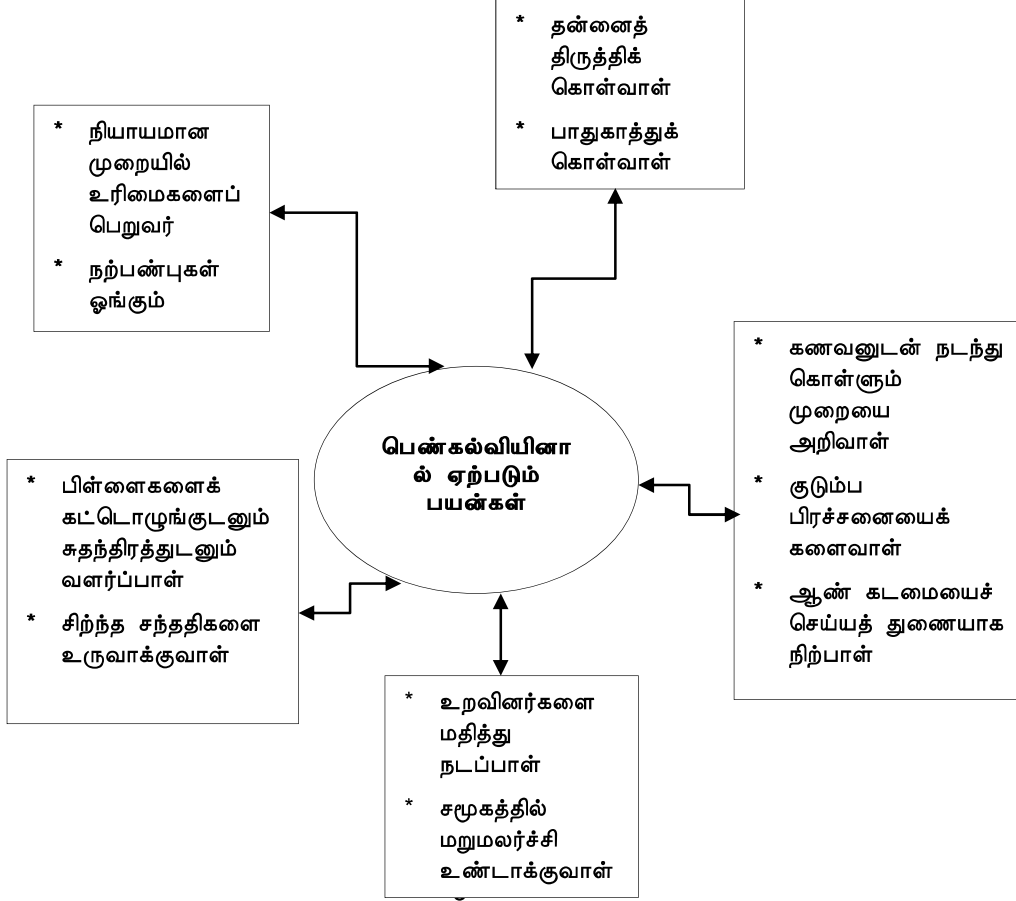 * தன்னைத்
திருத்திக்
கொள்வாள்
* பாதுகாத்துக்
கொள்வாள்
* நியாயமான
முறையில்
உரிமைகளைப்
பெறுவர்
* நற்பண்புகள்
ஓங்கும்
* கணவனுடன் நடந்து
கொள்ளும்
முறையை
அறிவாள்
* குடும்ப
பிரச்சனையைக்
களைவாள்
* ஆண் கடமையைச்
செய்யத் துணையாக
நிற்பாள்
பெண்கல்வியினா
ல் ஏற்படும்
பயன்கள்
* பிள்ளைகளைக்
கட்டொழுங்குடனும்
சுதந்திரத்துடனும்
வளர்ப்பாள்
* சிற்ந்த சந்ததிகளை
உருவாக்குவாள்
* உறவினர்களை
மதித்து
நடப்பாள்
* சமூகத்தில்
மறுமலர்ச்சி
உண்டாக்குவாள்